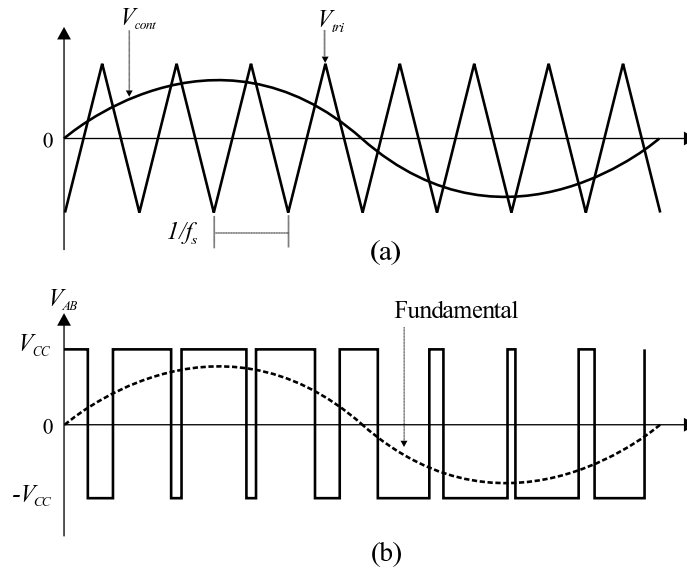 V_cont V_tri
0
1/f_s
(a)
V_AB
Fundamental
V_CC
0
-V_CC
(b)